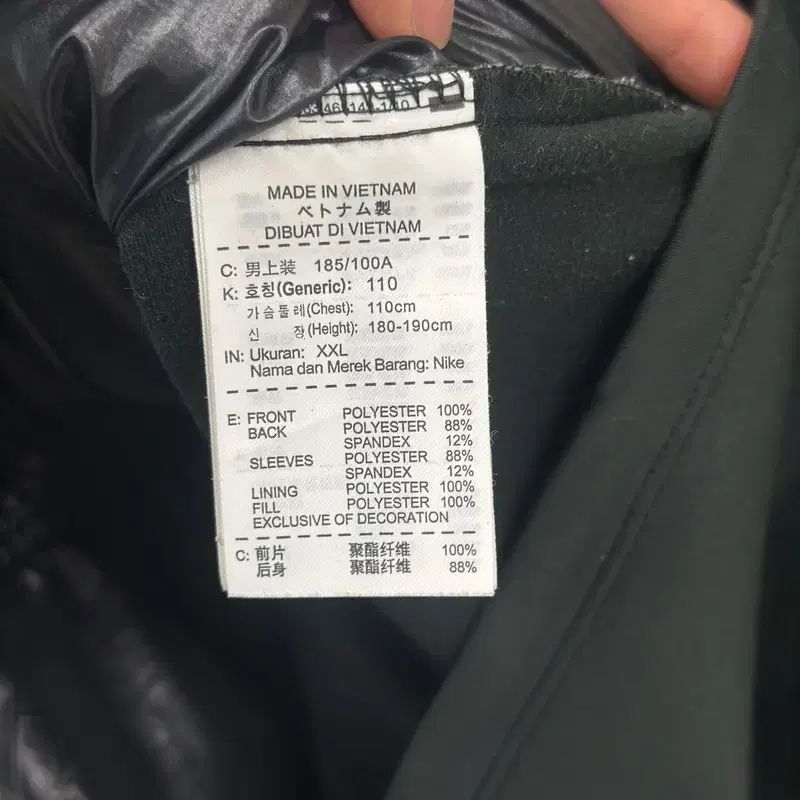 MADE IN VIETNAM
ベトナム製
DIBUAT DI VIETNAM
C: 男上装 185/100A
K: 호칭(Generic): 110
가슴둘레(Chest): 110cm
신 장(Height): 180-190cm
IN: Ukuran: XXL
Nama dan Merek Barang: Nike
E: FRONT POLYESTER 100%
BACK POLYESTER 88%
SPANDEX 12%
SLEEVES POLYESTER 88%
SPANDEX 12%
LINING POLYESTER 100%
FILL POLYESTER 100%
EXCLUSIVE OF DECORATION
C: 前片 聚酯纤维 100%
后身 聚酯纤维 88%